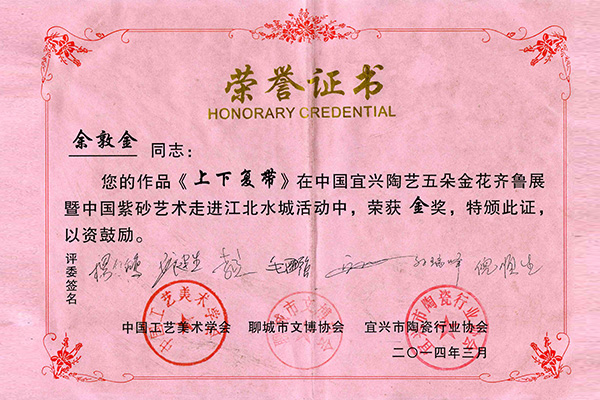 荣誉证书
HONORARY CREDENTIAL
余敦金 同志：
您的作品《上下复带》在中国宜兴陶艺五朵金花齐鲁展
暨中国紫砂艺术走进江北水城活动中，荣获 金奖，特颁此证，
以资鼓励。
评委签名
中国工艺美术学会 聊城市文博协会 宜兴市陶瓷行业协会
二〇一四年三月